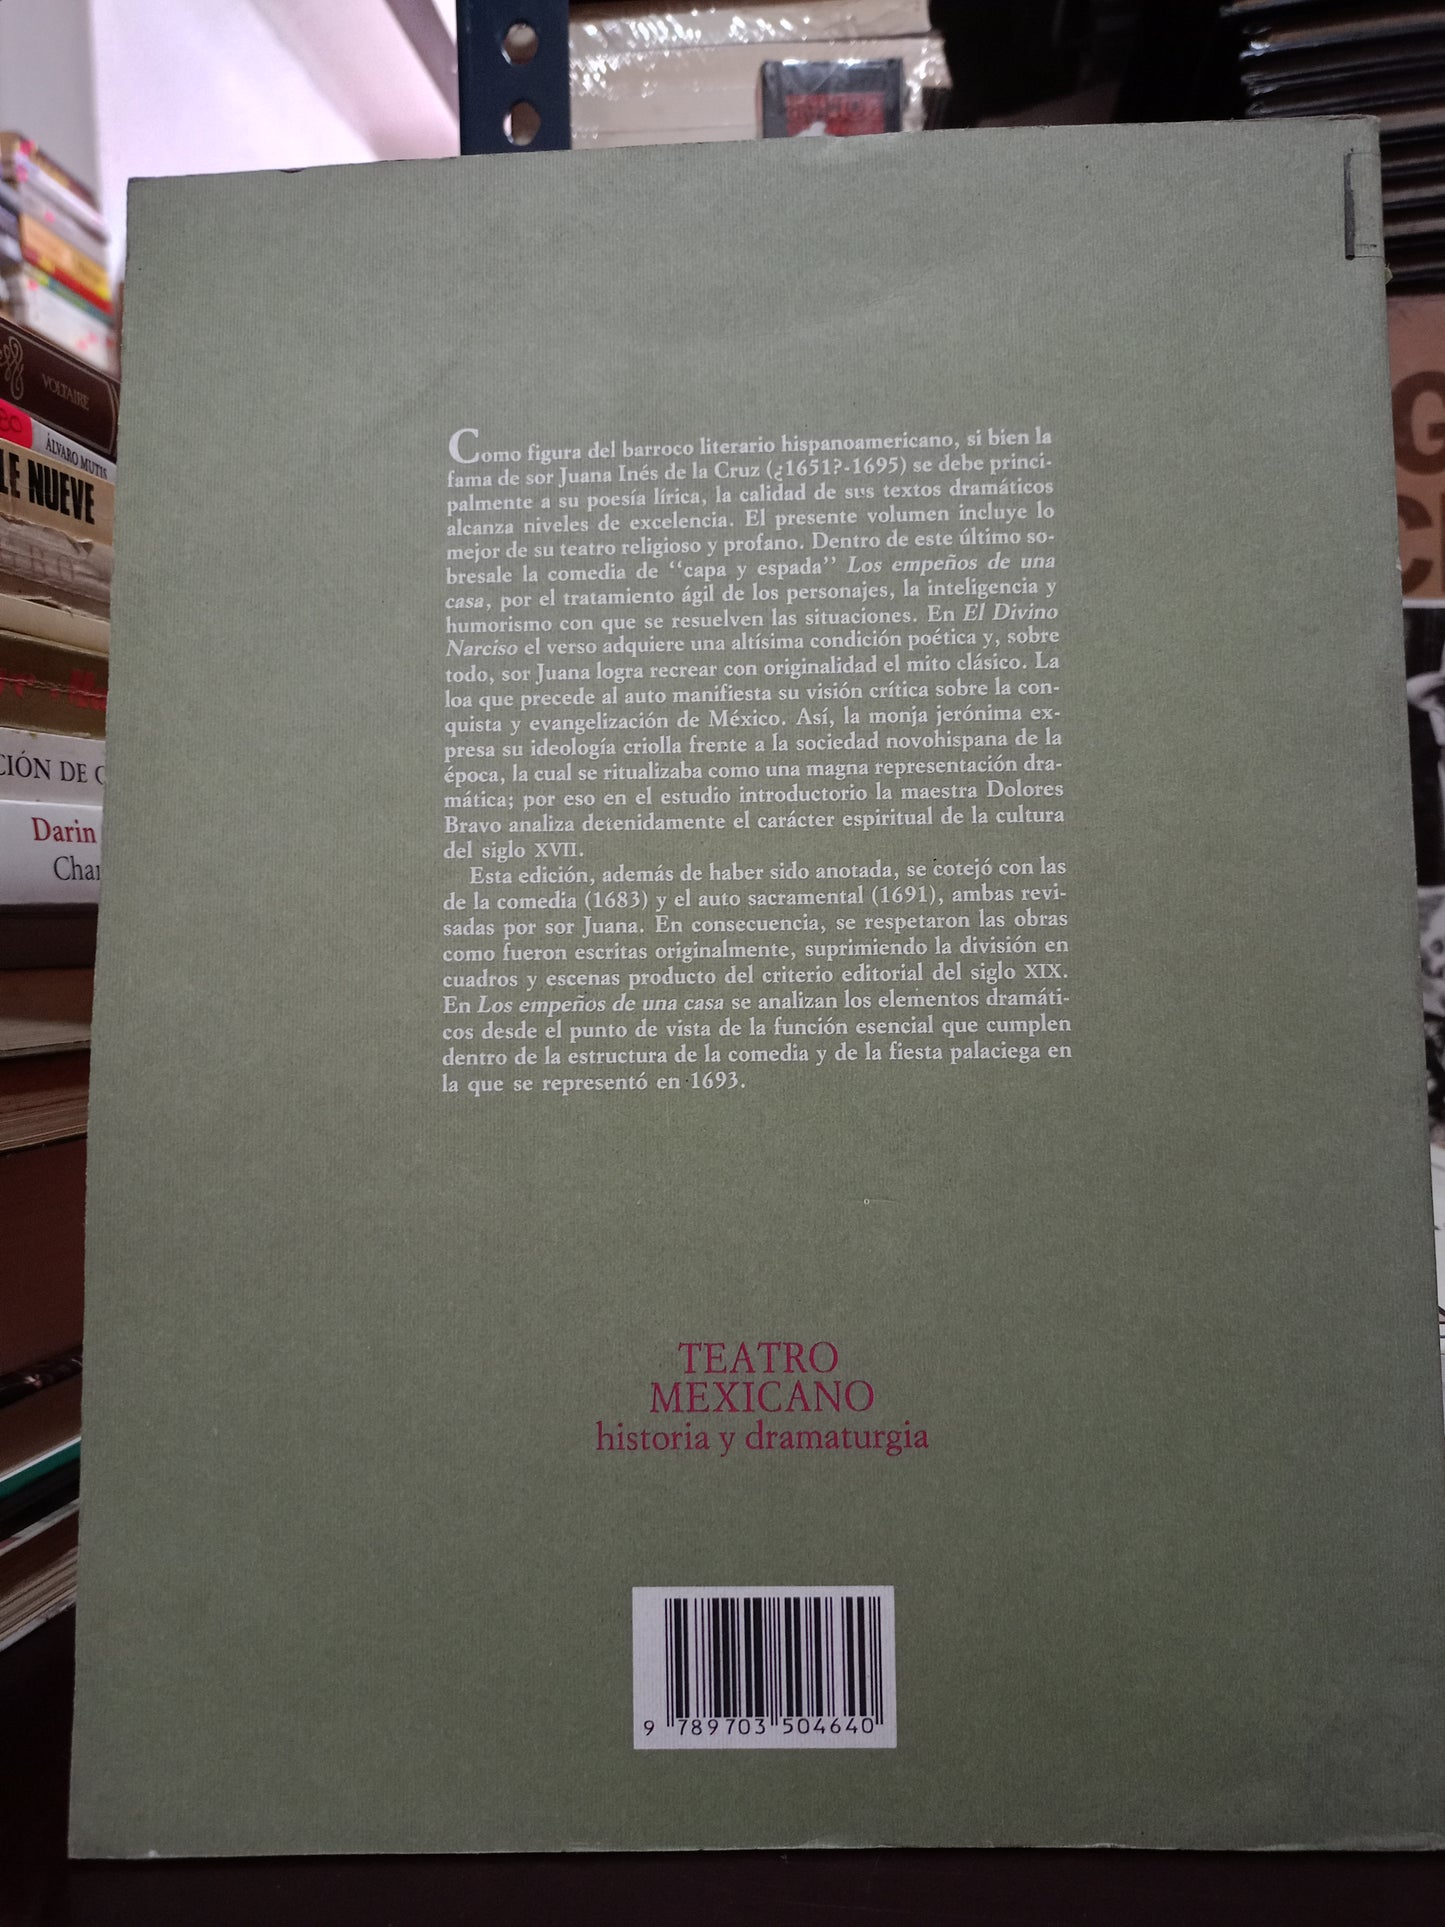 VOLTAIRE
ÁLVARO MUTIS
LE NUEVE
CIÓN DE
Darin
Como figura del barroco literario hispanoamericano, si bien la
fama de sor Juana Inés de la Cruz (¿1651?-1695) se debe princi-
palmente a su poesía lírica, la calidad de sus textos dramáticos
alcanza niveles de excelencia. El presente volumen incluye lo
mejor de su teatro religioso y profano. Dentro de este último so-
bresale la comedia de “capa y espada” Los empeños de una
casa, por el tratamiento ágil de los personajes, la inteligencia y
humorismo con que se resuelven las situaciones. En El Divino
Narciso el verso adquiere una altísima condición poética y, sobre
todo, sor Juana logra recrear con originalidad el mito clásico. La
loa que precede al auto manifiesta su visión crítica sobre la con-
quista y evangelización de México. Así, la monja jerónima ex-
presa su ideología criolla frente a la sociedad novohispana de la
época, la cual se ritualizaba como una magna representación dra-
mática; por eso en el estudio introductorio la maestra Dolores
Bravo analiza detenidamente el carácter espiritual de la cultura
del siglo XVII.
Esta edición, además de haber sido anotada, se cotejó con las
de la comedia (1683) y el auto sacramental (1691), ambas revi-
sadas por sor Juana. En consecuencia, se respetaron las obras
como fueron escritas originalmente, suprimiendo la división en
cuadros y escenas producto del criterio editorial del siglo XIX.
En Los empeños de una casa se analizan los elementos dramáti-
cos desde el punto de vista de la función esencial que cumplen
dentro de la estructura de la comedia y de la fiesta palaciega en
la que se representó en 1693.
TEATRO
MEXICANO
historia y dramaturgia
9 789703 504640